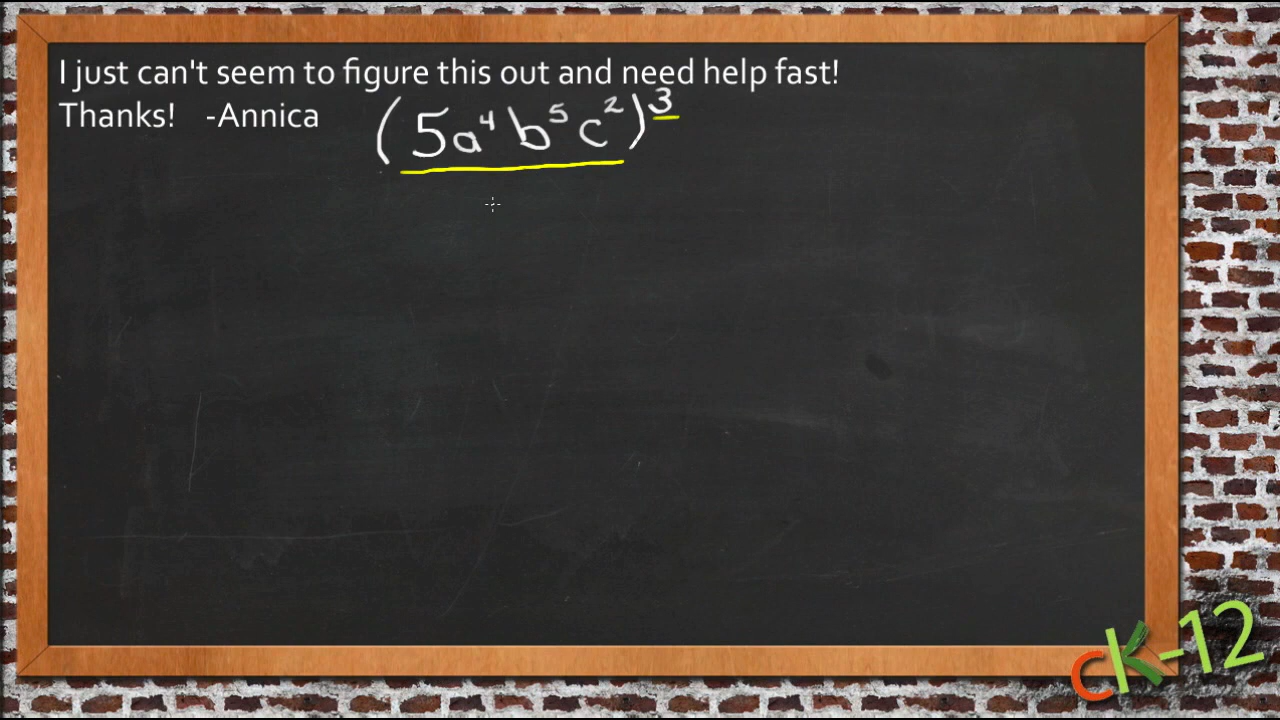 I just can't seem to figure this out and need help fast!
Thanks! -Annica (5a⁴b⁵c²)³
cK-12